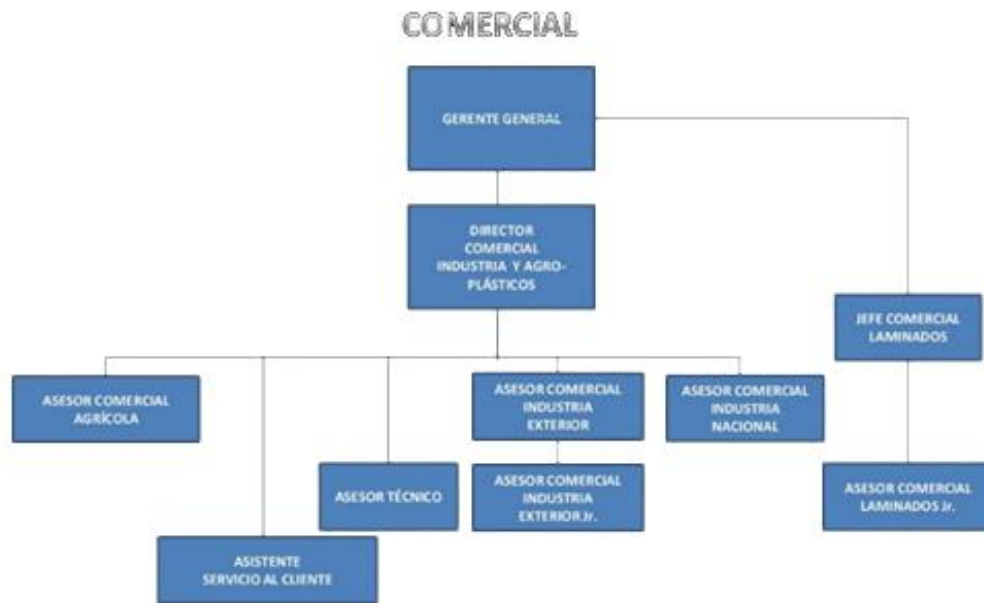 COMERCIAL
GERENTE GENERAL
DIRECTOR
COMERCIAL
INDUSTRIA Y AGRO-
PLÁSTICOS
JEFE COMERCIAL
LAMINADOS
ASESOR COMERCIAL
AGRÍCOLA
ASESOR COMERCIAL
INDUSTRIA
EXTERIOR
ASESOR COMERCIAL
INDUSTRIA
NACIONAL
ASESOR TÉCNICO
ASESOR COMERCIAL
INDUSTRIA
EXTERIOR Jr.
ASESOR COMERCIAL
LAMINADOS Jr.
ASISTENTE
SERVICIO AL CLIENTE